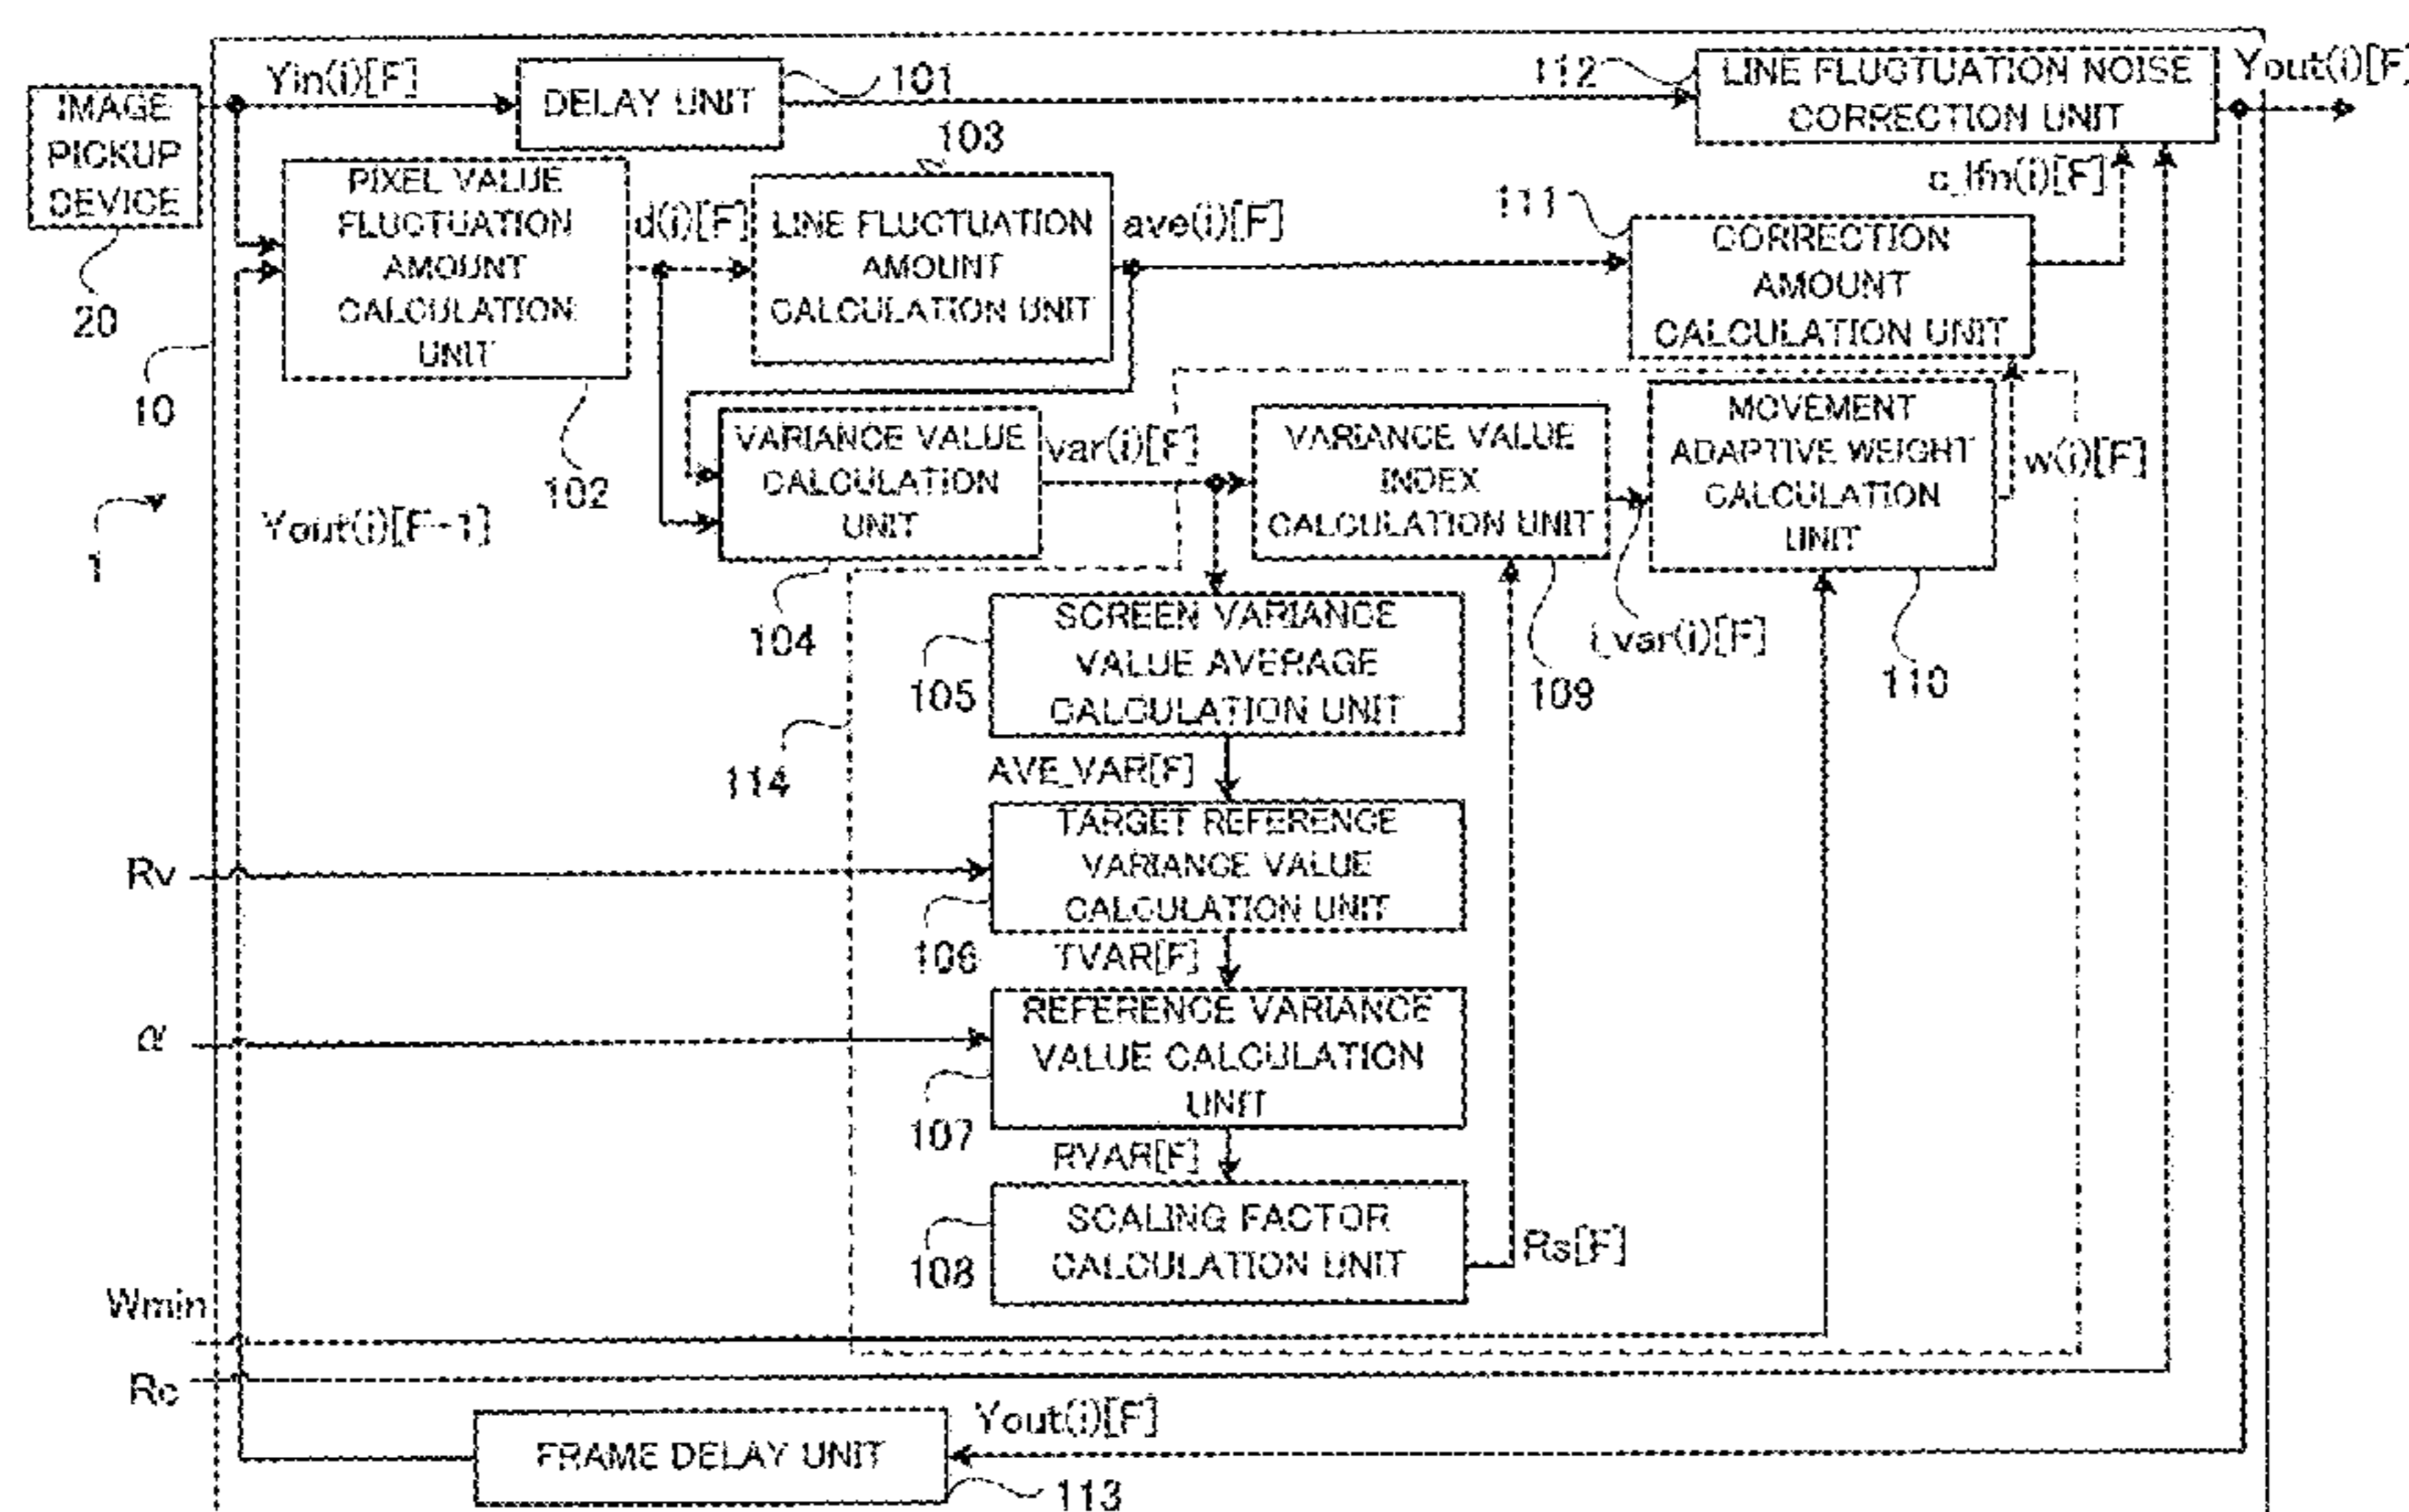 Yin(i)[F]
101
112
LINE FLUCTUATION NOISE
CORRECTION UNIT
Yout(i)[F]
IMAGE
PICKUP
DEVICE
DELAY UNIT
103
c_lfn(i)[F]
20
PIXEL VALUE
FLUCTUATION
AMOUNT
CALCULATION
UNIT
d(i)[F]
LINE FLUCTUATION
AMOUNT
CALCULATION UNIT
ave(i)[F]
111
CORRECTION
AMOUNT
CALCULATION UNIT
10
102
VARIANCE VALUE
CALCULATION
UNIT
var(i)[F]
VARIANCE VALUE
INDEX
CALCULATION UNIT
MOVEMENT
ADAPTIVE WEIGHT
CALCULATION
UNIT
w(i)[F]
1
Yout(i)[F-1]
104
SCREEN VARIANCE
VALUE AVERAGE
CALCULATION UNIT
105
109
i_var(i)[F]
110
114
AVE_VAR[F]
Rv
TARGET REFERENCE
VARIANCE VALUE
CALCULATION UNIT
106
TVAR[F]
α
REFERENCE VARIANCE
VALUE CALCULATION
UNIT
107
RVAR[F]
SCALING FACTOR
CALCULATION UNIT
108
Rs[F]
Wmin
Rc
Yout(i)[F]
FRAME DELAY UNIT
113